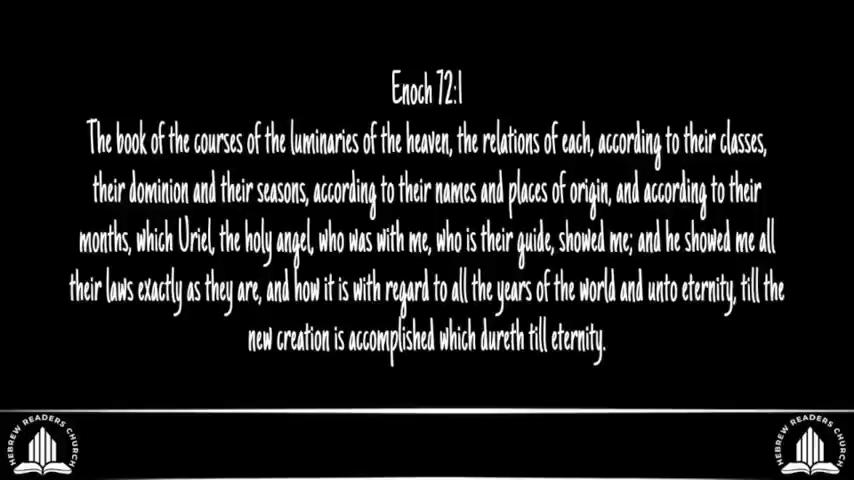 Enoch 72:1
The book of the courses of the luminaries of the heaven, the relations of each, according to their classes,
their dominion and their seasons, according to their names and places of origin, and according to their
months, which Uriel, the holy angel, who was with me, who is their guide, showed me; and he showed me all
their laws exactly as they are, and how it is with regard to all the years of the world and unto eternity, till the
new creation is accomplished which dureth till eternity.
HEBREW READERS CHURCH
HEBREW READERS CHURCH